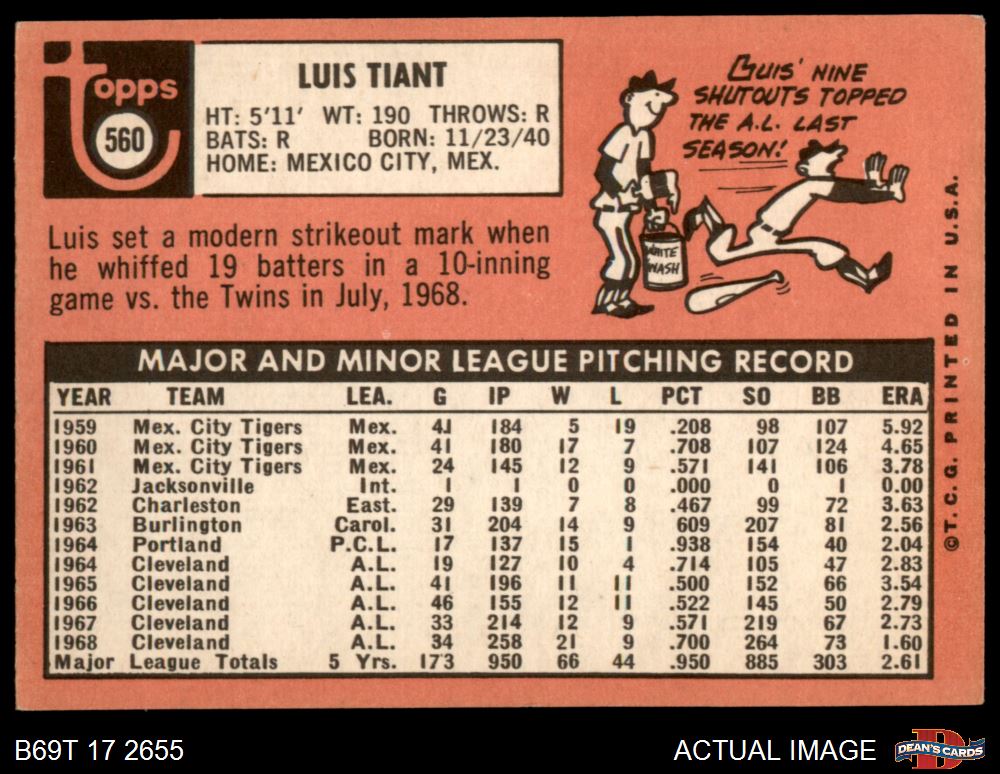 Topps
560
LUIS TIANT
HT: 5'11' WT: 190 THROWS: R
BATS: R BORN: 11/23/40
HOME: MEXICO CITY, MEX.
Luis set a modern strikeout mark when
he whiffed 19 batters in a 10-inning
game vs. the Twins in July, 1968.
LUIS' NINE
SHUTOUTS TOPPED
THE A.L. LAST
SEASON!
WHITE
WASH
MAJOR AND MINOR LEAGUE PITCHING RECORD
YEAR TEAM LEA. G IP W L PCT SO BB ERA
1959 Mex. City Tigers Mex. 41 184 5 19 .208 98 107 5.92
1960 Mex. City Tigers Mex. 41 180 17 7 .708 107 124 4.65
1961 Mex. City Tigers Mex. 24 145 12 9 .571 141 106 3.78
1962 Jacksonville Int. 1 1 0 0 .000 0 1 0.00
1962 Charleston East. 29 139 7 8 .467 99 72 3.63
1963 Burlington Carol. 31 204 14 9 609 207 81 2.56
1964 Portland P.C.L. 17 137 15 1 .938 154 40 2.04
1964 Cleveland A.L. 19 127 10 4 .714 105 47 2.83
1965 Cleveland A.L. 41 196 11 11 .500 152 66 3.54
1966 Cleveland A.L. 46 155 12 11 .522 145 50 2.79
1967 Cleveland A.L. 33 214 12 9 .571 219 67 2.73
1968 Cleveland A.L. 34 258 21 9 .700 264 73 1.60
Major League Totals 5 Yrs. 173 950 66 44 .950 885 303 2.61
©T.C.G. PRINTED IN U.S.A.
B69T 17 2655
ACTUAL IMAGE
D
DEAN'S CARDS